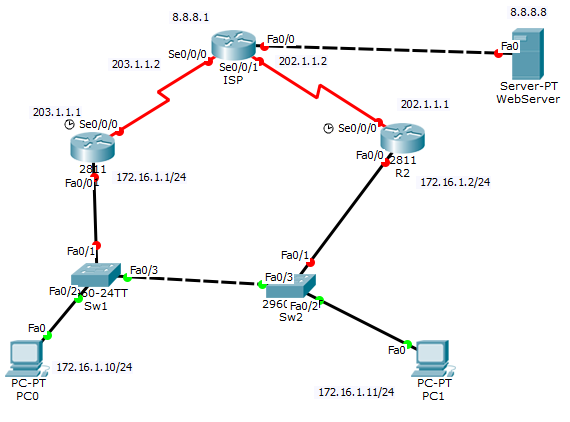 8.8.8.1
8.8.8.8
Fa0/0
Fa0
Se0/0/0
203.1.1.2
Se0/0/1
202.1.1.2
ISP
Server-PT
WebServer
203.1.1.1
Se0/0/0
202.1.1.1
Se0/0/0
2811
Fa0/0
172.16.1.1/24
Fa0/0
2811
R2
172.16.1.2/24
Fa0/1
Fa0/3
Fa0/1
Fa0/3
Fa0/2
60-24TT
Sw1
2960
Fa0/2
Sw2
Fa0
172.16.1.10/24
PC-PT
PC0
Fa0
PC-PT
PC1
172.16.1.11/24